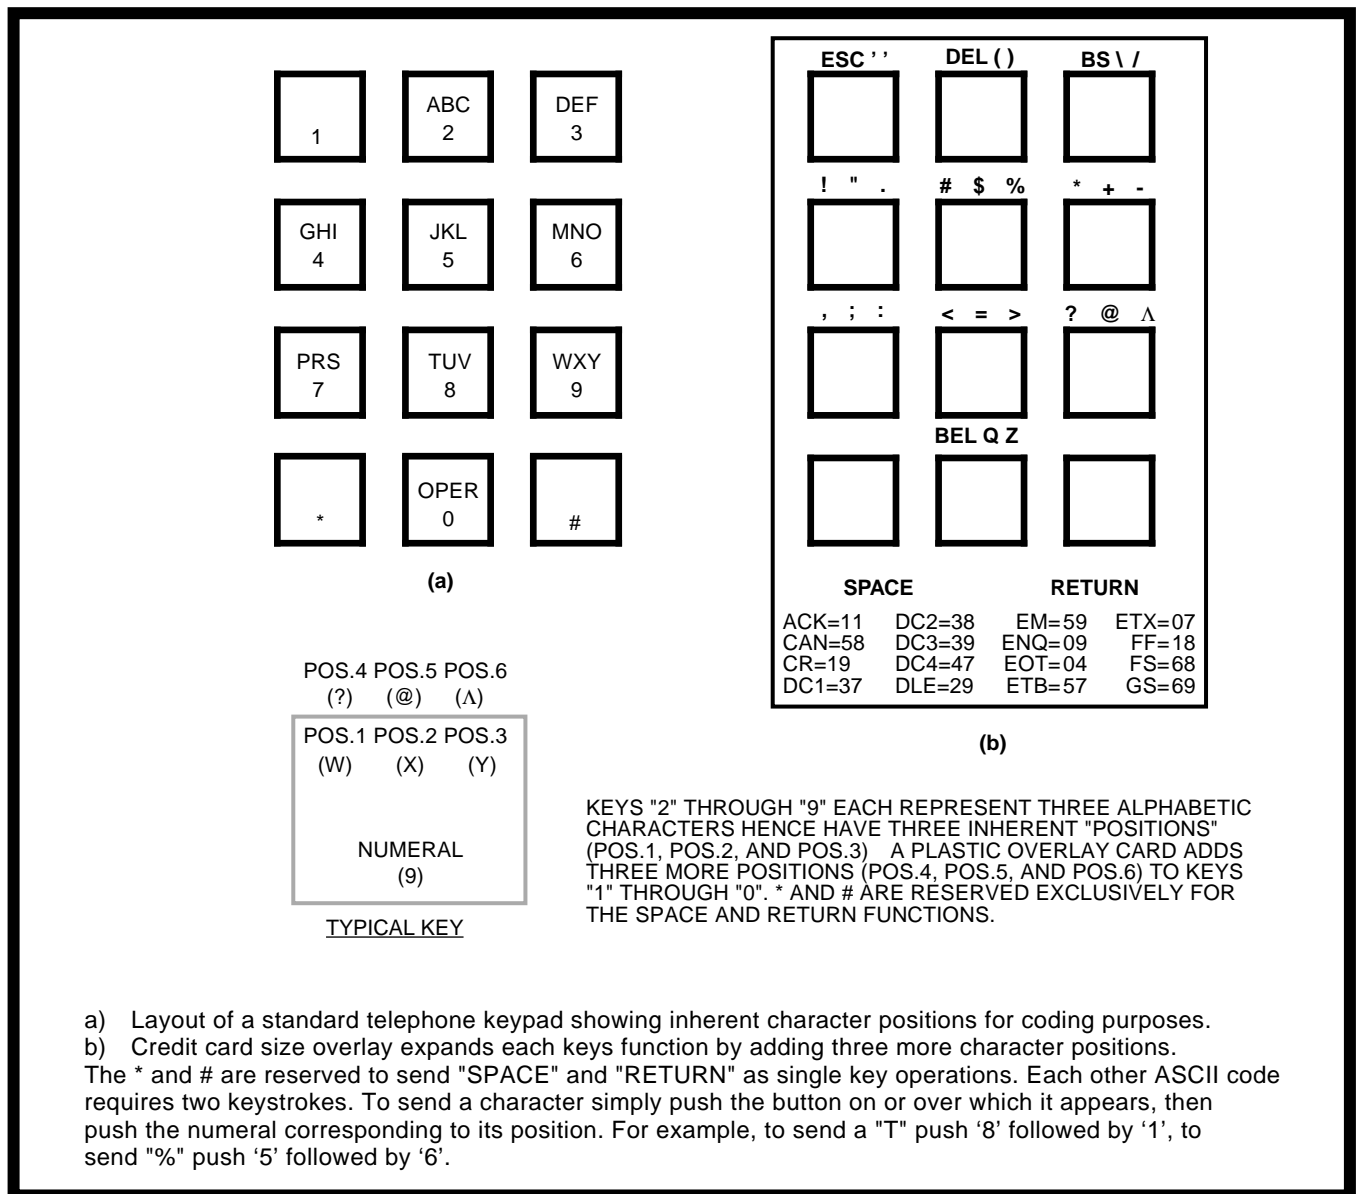 ABC DEF
1 2 3
GHI JKL MNO
4 5 6
PRS TUV WXY
7 8 9
OPER
* 0 #
(a)
ESC ’ ’ DEL ( ) BS \ /
! " . # $ % * + -
, ; : < = > ? @ Λ
BEL Q Z
SPACE RETURN
ACK=11 DC2=38 EM=59 ETX=07
CAN=58 DC3=39 ENQ=09 FF=18
CR=19 DC4=47 EOT=04 FS=68
DC1=37 DLE=29 ETB=57 GS=69
(b)
POS.4 POS.5 POS.6
(?) (@) (Λ)
POS.1 POS.2 POS.3
(W) (X) (Y)
NUMERAL
(9)
TYPICAL KEY
KEYS "2" THROUGH "9" EACH REPRESENT THREE ALPHABETIC
CHARACTERS HENCE HAVE THREE INHERENT "POSITIONS"
(POS.1, POS.2, AND POS.3) A PLASTIC OVERLAY CARD ADDS
THREE MORE POSITIONS (POS.4, POS.5, AND POS.6) TO KEYS
"1" THROUGH "0". * AND # ARE RESERVED EXCLUSIVELY FOR
THE SPACE AND RETURN FUNCTIONS.
a) Layout of a standard telephone keypad showing inherent character positions for coding purposes.
b) Credit card size overlay expands each keys function by adding three more character positions.
The * and # are reserved to send "SPACE" and "RETURN" as single key operations. Each other ASCII code
requires two keystrokes. To send a character simply push the button on or over which it appears, then
push the numeral corresponding to its position. For example, to send a "T" push ‘8’ followed by ‘1’, to
send "%" push ‘5’ followed by ‘6’.